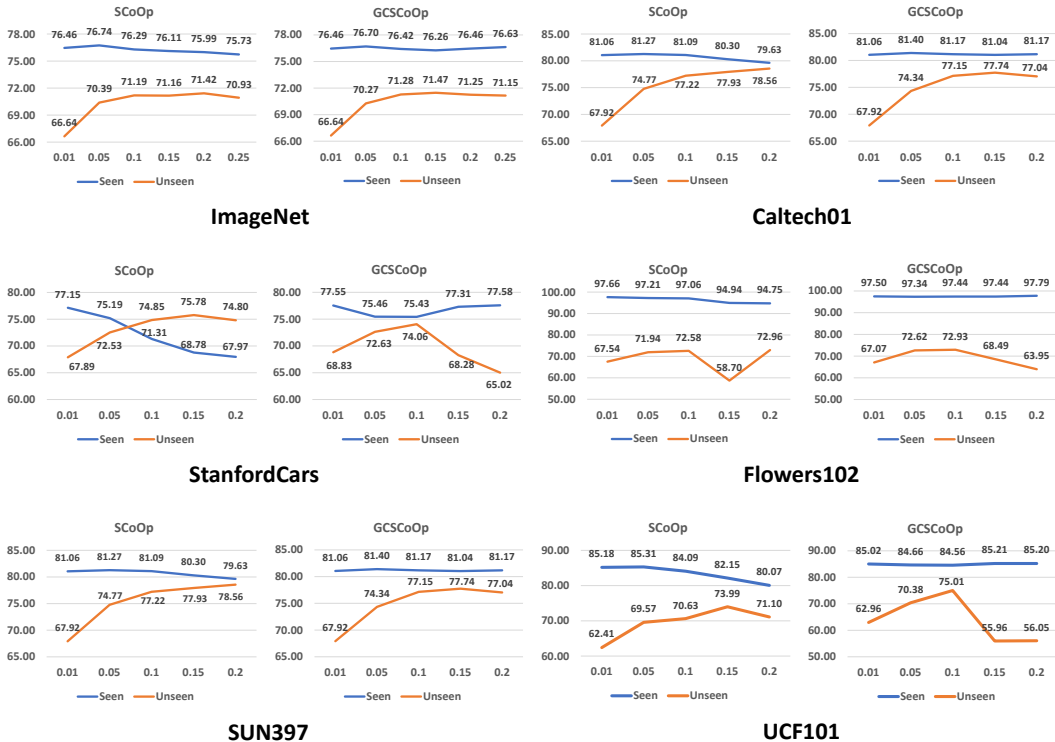 SCoOp
78.00
76.00
74.00
72.00
70.00
68.00
66.00
76.46 76.74 76.29 76.11 75.99 75.73
66.64 70.39 71.19 71.16 71.42 70.93
0.01 0.05 0.1 0.15 0.2 0.25
Seen Unseen
GCSCoOp
78.00
76.00
74.00
72.00
70.00
68.00
66.00
76.46 76.70 76.42 76.26 76.46 76.63
66.64 70.27 71.28 71.47 71.25 71.15
0.01 0.05 0.1 0.15 0.2 0.25
Seen Unseen
ImageNet
SCoOp
85.00
80.00
75.00
70.00
65.00
81.06 81.27 81.09 80.30 79.63
67.92 74.77 77.22 77.93 78.56
0.01 0.05 0.1 0.15 0.2
Seen Unseen
GCSCoOp
85.00
80.00
75.00
70.00
65.00
81.06 81.40 81.17 81.04 81.17
67.92 74.34 77.15 77.74 77.04
0.01 0.05 0.1 0.15 0.2
Seen Unseen
Caltech01
SCoOp
80.00
75.00
70.00
65.00
60.00
77.15 75.19 71.31 68.78 67.97
67.89 72.53 74.85 75.78 74.80
0.01 0.05 0.1 0.15 0.2
Seen Unseen
GCSCoOp
80.00
75.00
70.00
65.00
60.00
77.55 75.46 75.43 77.31 77.58
68.83 72.63 74.06 68.28 65.02
0.01 0.05 0.1 0.15 0.2
Seen Unseen
StanfordCars
SCoOp
100.00
90.00
80.00
70.00
60.00
50.00
97.66 97.21 97.06 94.94 94.75
67.54 71.94 72.58 58.70 72.96
0.01 0.05 0.1 0.15 0.2
Seen Unseen
GCSCoOp
100.00
90.00
80.00
70.00
60.00
50.00
97.50 97.34 97.44 97.44 97.79
67.07 72.62 72.93 68.49 63.95
0.01 0.05 0.1 0.15 0.2
Seen Unseen
Flowers102
SCoOp
85.00
80.00
75.00
70.00
65.00
81.06 81.27 81.09 80.30 79.63
67.92 74.77 77.22 77.93 78.56
0.01 0.05 0.1 0.15 0.2
Seen Unseen
GCSCoOp
85.00
80.00
75.00
70.00
65.00
81.06 81.40 81.17 81.04 81.17
67.92 74.34 77.15 77.74 77.04
0.01 0.05 0.1 0.15 0.2
Seen Unseen
SUN397
SCoOp
90.00
80.00
70.00
60.00
85.18 85.31 84.09 82.15 80.07
62.41 69.57 70.63 73.99 71.10
0.01 0.05 0.1 0.15 0.2
Seen Unseen
GCSCoOp
90.00
80.00
70.00
60.00
50.00
85.02 84.66 84.56 85.21 85.20
62.96 70.38 75.01 55.96 56.05
0.01 0.05 0.1 0.15 0.2
Seen Unseen
UCF101